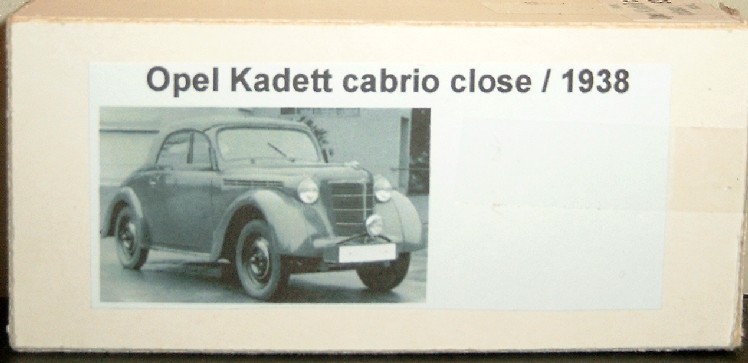 Opel Kadett cabrio close / 1938